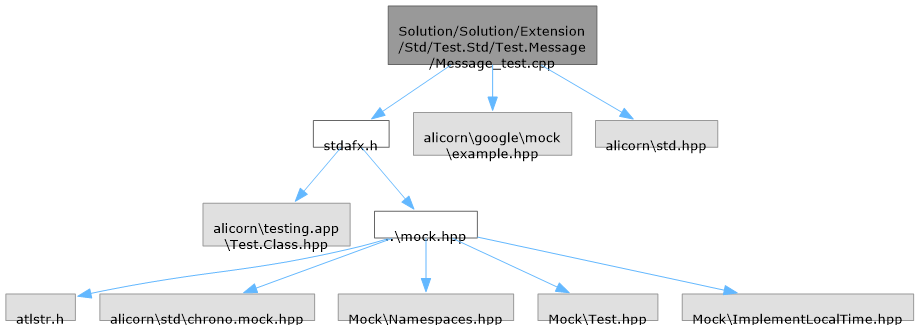 Solution/Solution/Extension
/Std/Test.Std/Test.Message
/Message_test.cpp
stdafx.h
alicorn\google\mock
\example.hpp
alicorn\std.hpp
alicorn\testing.app
\Test.Class.hpp
..\mock.hpp
atlstr.h
alicorn\std\chrono.mock.hpp
Mock\Namespaces.hpp
Mock\Test.hpp
Mock\ImplementLocalTime.hpp